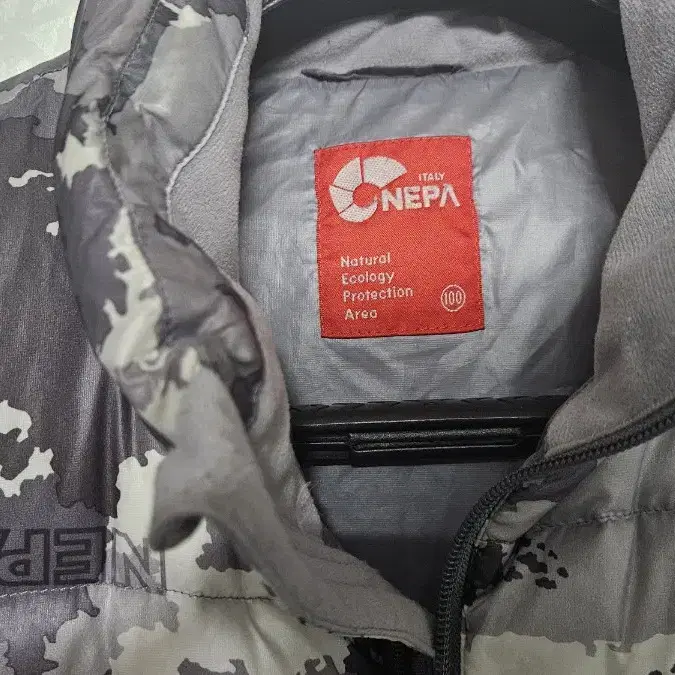 ITALY
NEPA
Natural
Ecology
Protection
Area
100
NEPA